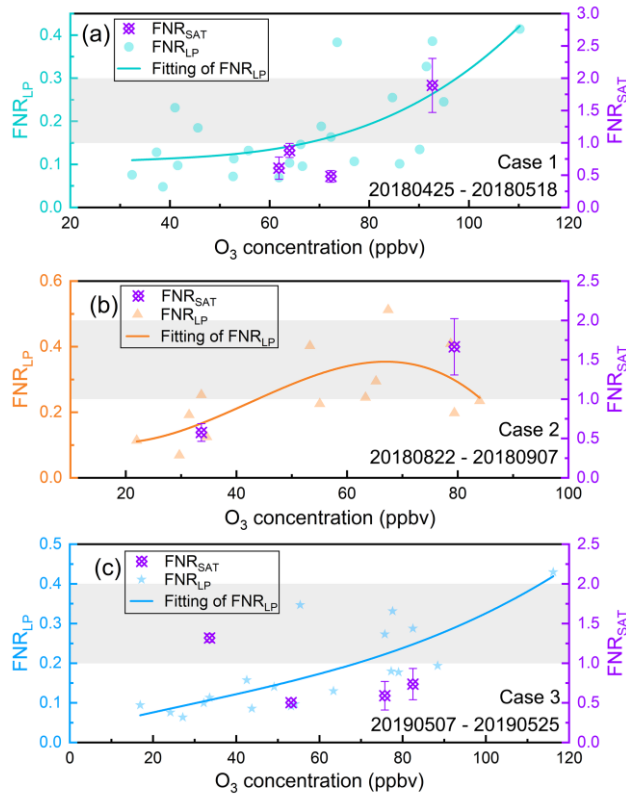 (a)
FNR_SAT
FNR_LP
Fitting of FNR_LP
Case 1
20180425 - 20180518
0.4
0.3
0.2
0.1
0.0
FNR_LP
3.0
2.5
2.0
1.5
1.0
0.5
0.0
FNR_SAT
20 40 60 80 100 120
O₃ concentration (ppbv)
(b)
FNR_SAT
FNR_LP
Fitting of FNR_LP
Case 2
20180822 - 20180907
0.6
0.4
0.2
0.0
FNR_LP
2.5
2.0
1.5
1.0
0.5
0.0
FNR_SAT
20 40 60 80 100
O₃ concentration (ppbv)
(c)
FNR_SAT
FNR_LP
Fitting of FNR_LP
Case 3
20190507 - 20190525
0.5
0.4
0.3
0.2
0.1
0.0
FNR_LP
2.5
2.0
1.5
1.0
0.5
0.0
FNR_SAT
0 20 40 60 80 100 120
O₃ concentration (ppbv)